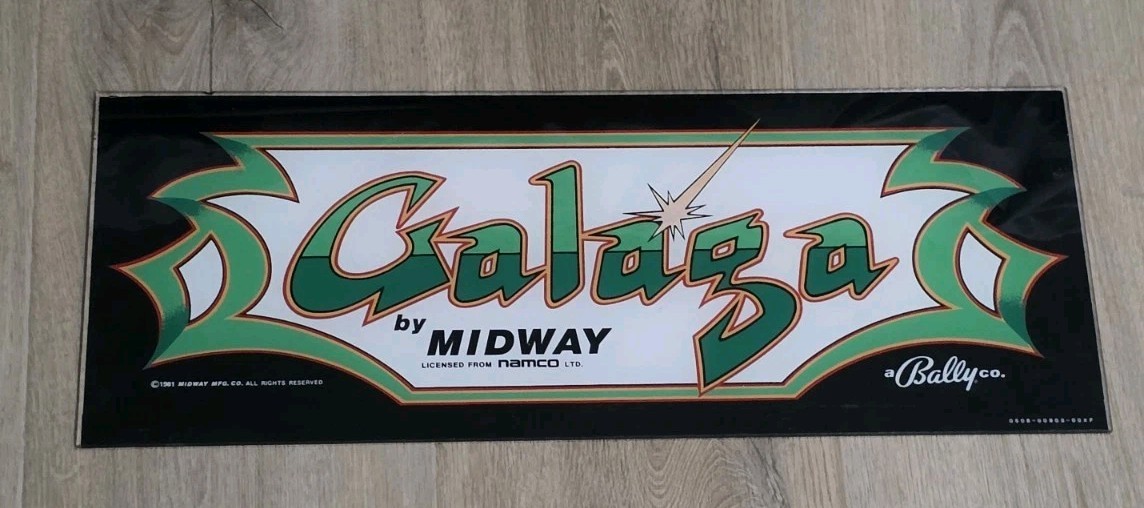 Galaga
by MIDWAY
LICENSED FROM namco LTD.
©1981 MIDWAY MFG. CO. ALL RIGHTS RESERVED
a Bally co.